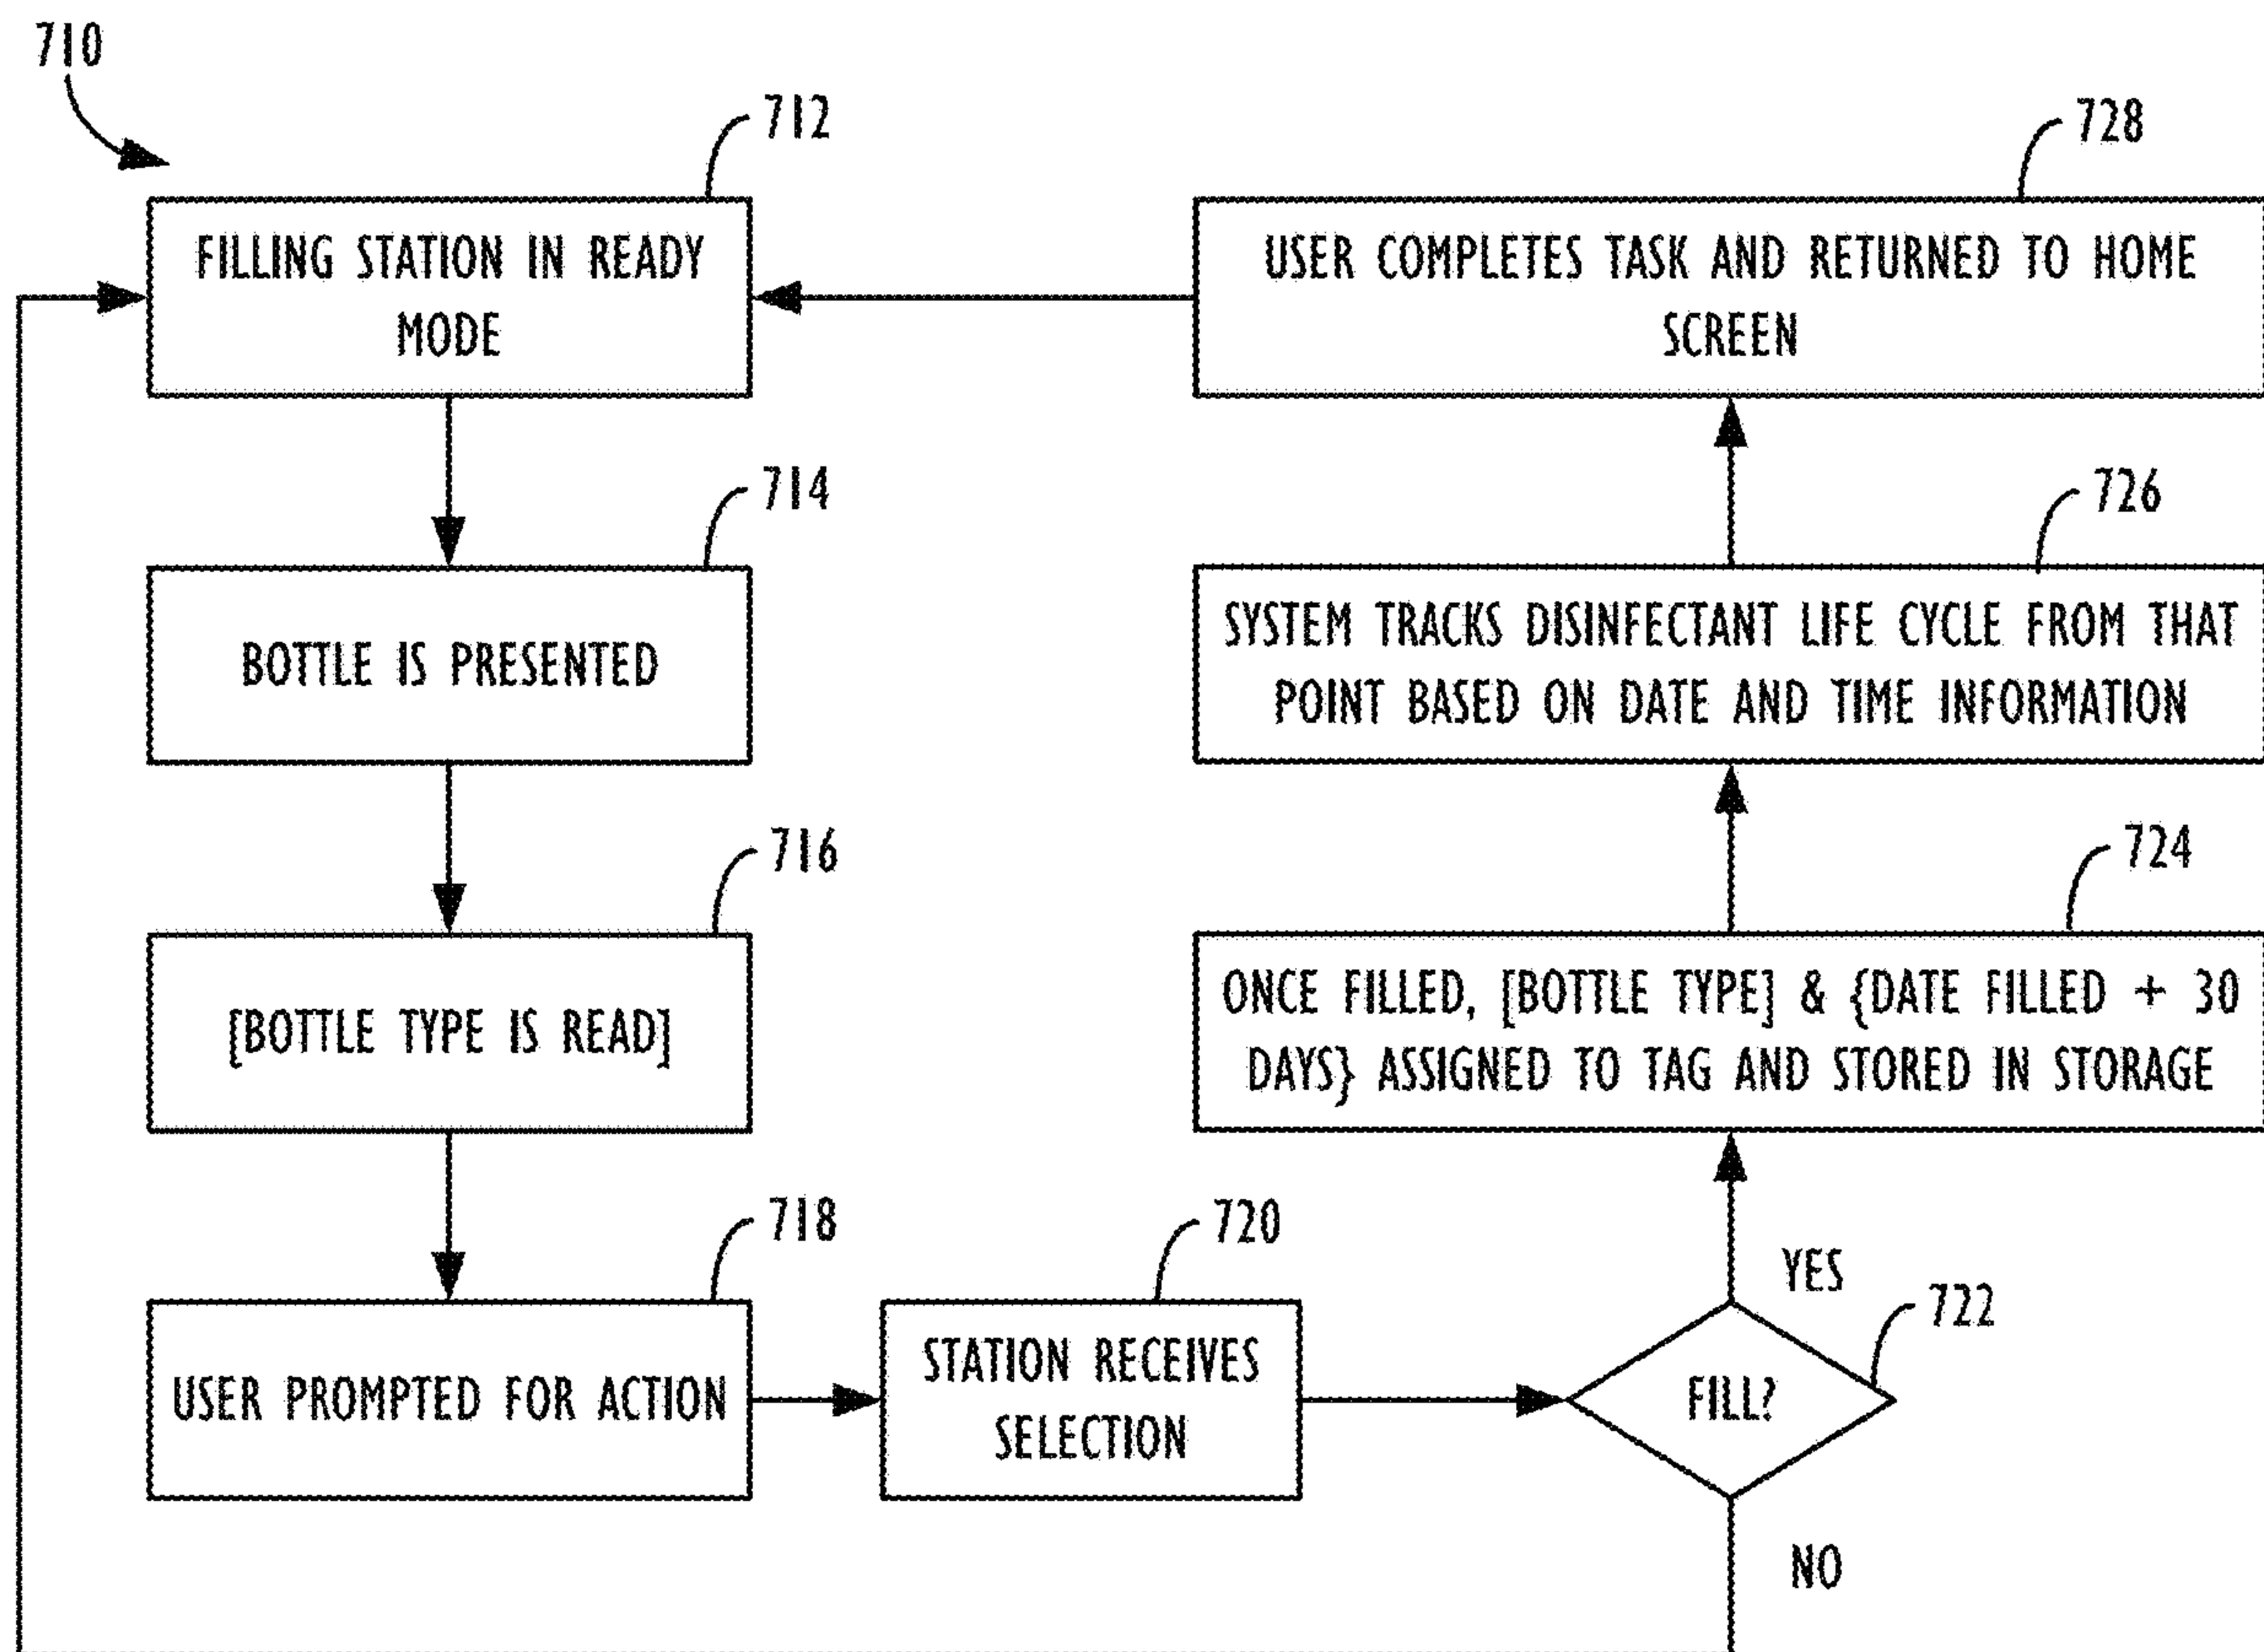 710
712
FILLING STATION IN READY
MODE
714
BOTTLE IS PRESENTED
716
[BOTTLE TYPE IS READ]
718
USER PROMPTED FOR ACTION
720
STATION RECEIVES
SELECTION
722
FILL?
YES
NO
724
ONCE FILLED, [BOTTLE TYPE] & {DATE FILLED + 30
DAYS} ASSIGNED TO TAG AND STORED IN STORAGE
726
SYSTEM TRACKS DISINFECTANT LIFE CYCLE FROM THAT
POINT BASED ON DATE AND TIME INFORMATION
728
USER COMPLETES TASK AND RETURNED TO HOME
SCREEN